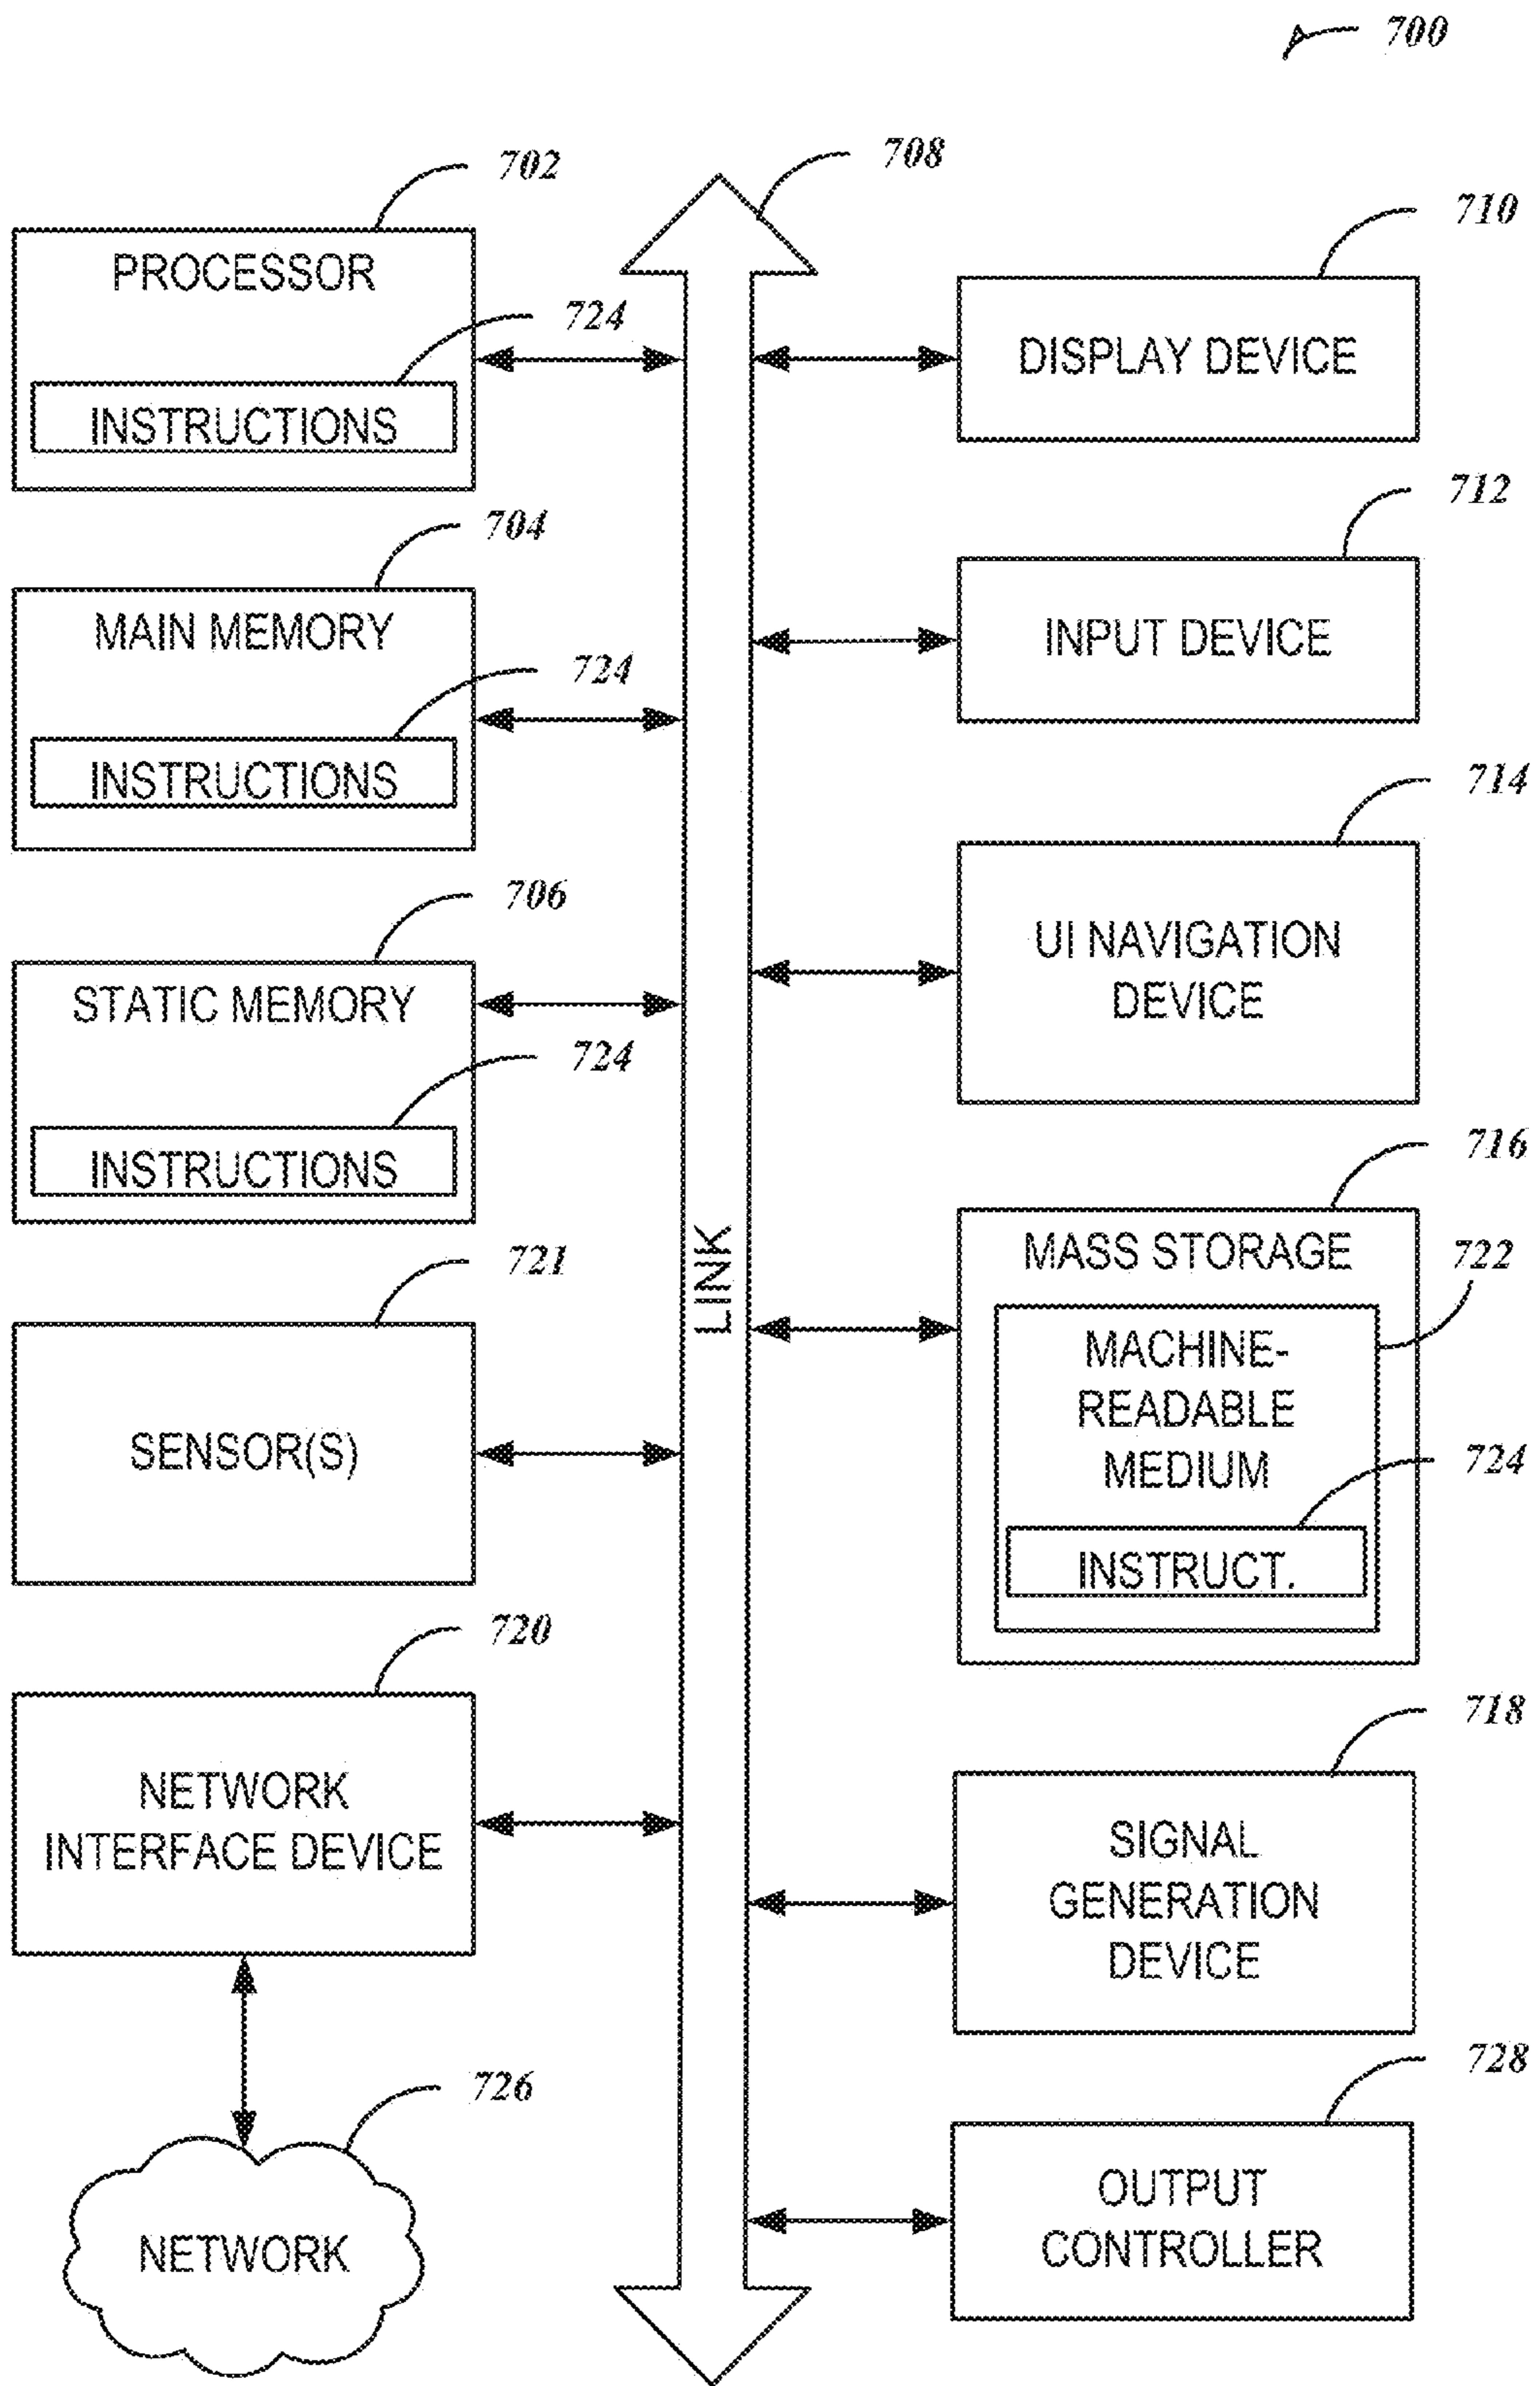 700
702
PROCESSOR
724
INSTRUCTIONS
704
MAIN MEMORY
724
INSTRUCTIONS
706
STATIC MEMORY
724
INSTRUCTIONS
721
SENSOR(S)
720
NETWORK
INTERFACE DEVICE
726
NETWORK
708
LINK
710
DISPLAY DEVICE
712
INPUT DEVICE
714
UI NAVIGATION
DEVICE
716
MASS STORAGE
722
MACHINE-
READABLE
MEDIUM
724
INSTRUCT.
718
SIGNAL
GENERATION
DEVICE
728
OUTPUT
CONTROLLER